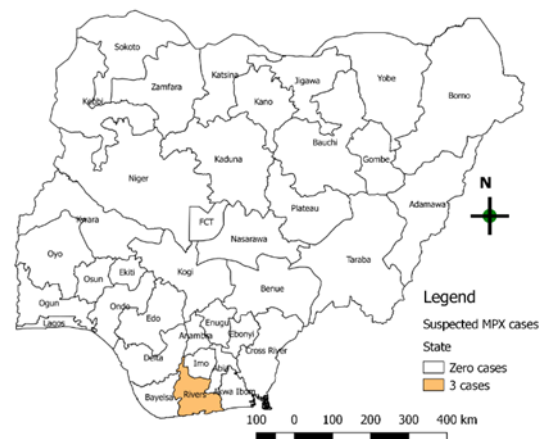 Sokoto
Katsina
Jigawa
Yobe
Borno
Zamfara
Kebbi
Kano
Bauchi
Gombe
Kaduna
Niger
Adamawa
Plateau
FCT
Kwara
Nasarawa
Taraba
Oyo
Kogi
Osun
Ekiti
Benue
Ogun
Ondo
Edo
Enugu
Lagos
Anambra
Ebonyi
Cross River
Delta
Imo
Abia
Rivers
Akwa Ibom
Bayelsa
N
Legend
Suspected MPX cases
State
Zero cases
3 cases
100 0 100 200 300 400 km